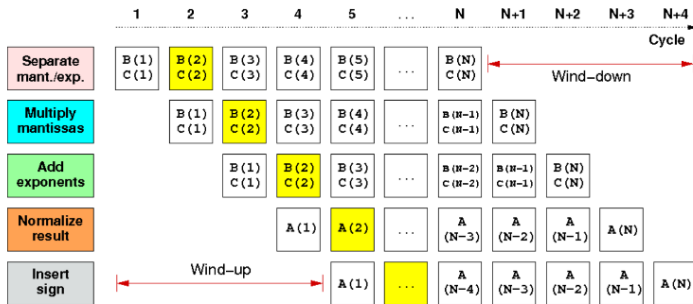 1 2 3 4 5 ... N N+1 N+2 N+3 N+4
Cycle
Separate mant./exp.
B(1) C(1)
B(2) C(2)
B(3) C(3)
B(4) C(4)
B(5) C(5)
...
B(N) C(N)
Wind-down
Multiply mantissas
B(1) C(1)
B(2) C(2)
B(3) C(3)
B(4) C(4)
...
B(N-1) C(N-1)
B(N) C(N)
Add exponents
B(1) C(1)
B(2) C(2)
B(3) C(3)
...
B(N-2) C(N-2)
B(N-1) C(N-1)
B(N) C(N)
Normalize result
A(1)
A(2)
...
A (N-3)
A (N-2)
A (N-1)
A(N)
Insert sign
Wind-up
A(1)
...
A (N-4)
A (N-3)
A (N-2)
A (N-1)
A(N)